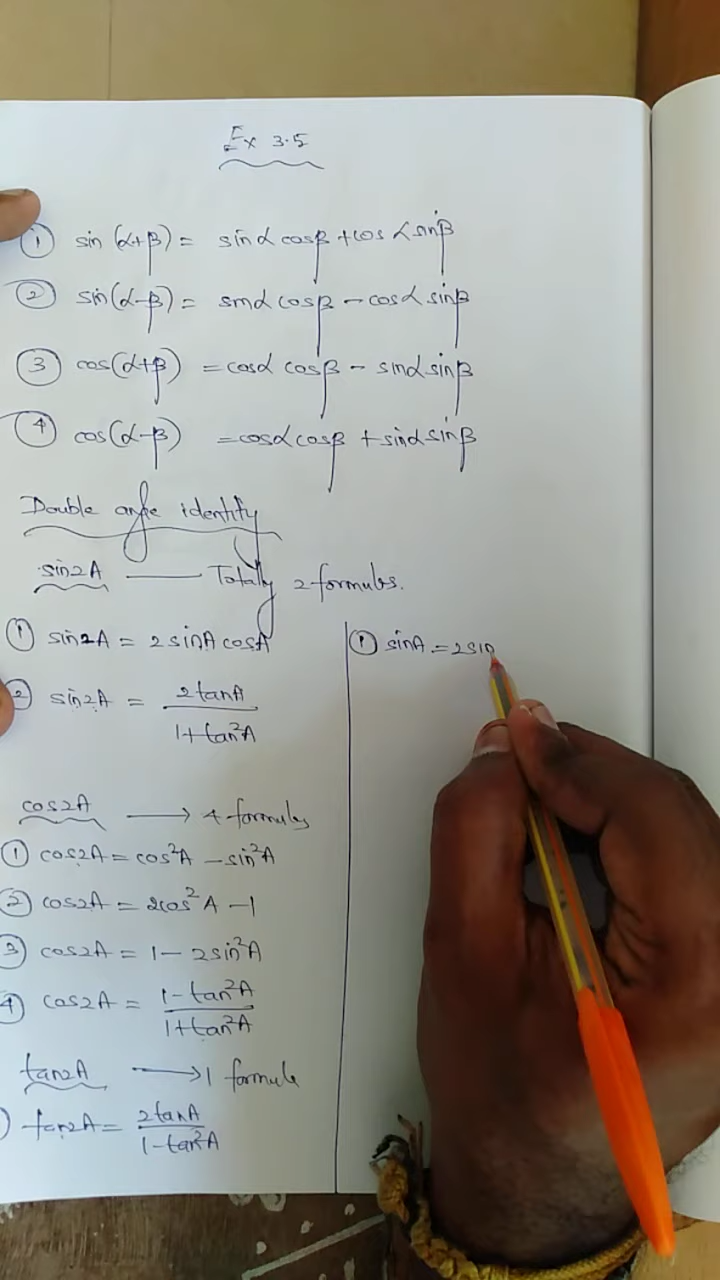 Ex 3.5
① sin(α+β) = sinα cosβ + cosα sinβ
② sin(α-β) = sinα cosβ - cosα sinβ
③ cos(α+β) = cosα cosβ - sinα sinβ
④ cos(α-β) = cosα cosβ + sinα sinβ
Double angle identity
sin2A — Totally 2 formulas.
① sin2A = 2 sinA cosA
② sin2A = 2tanA / 1+tan²A
cos2A → 4 formulas
① cos2A = cos²A - sin²A
② cos2A = 2cos²A - 1
③ cos2A = 1 - 2sin²A
④ cos2A = 1-tan²A / 1+tan²A
tan2A → 1 formula
tan2A = 2tanA / 1-tan²A
① sinA = 2sin